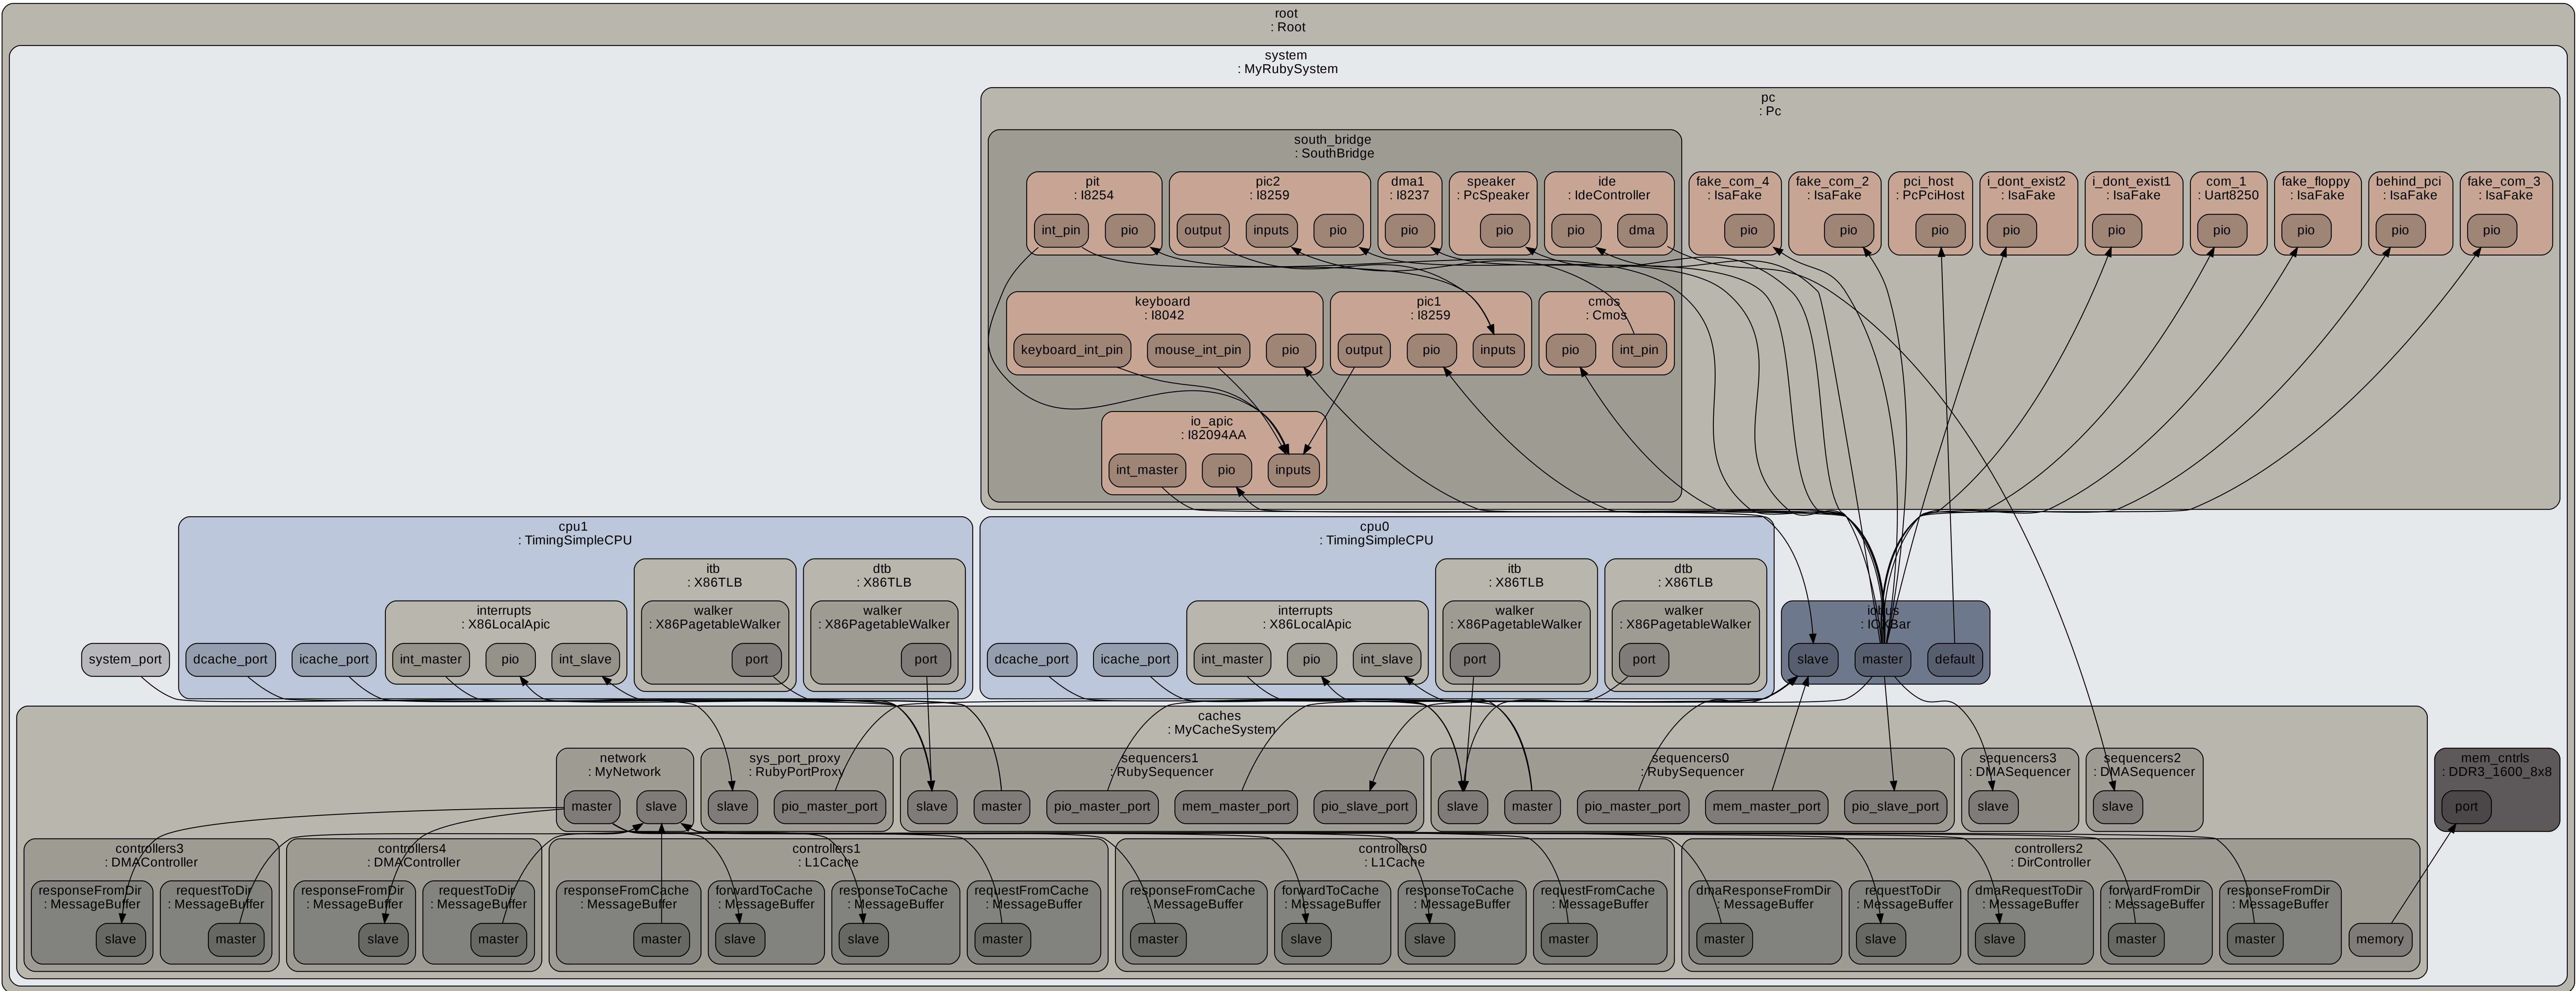 root
: Root
system
: MyRubySystem
pc
: Pc
south_bridge
: SouthBridge
pit
: I8254
int_pin
pio
pic2
: I8259
output
inputs
pio
dma1
: I8237
pio
speaker
: PcSpeaker
pio
ide
: IdeController
pio
dma
fake_com_4
: IsaFake
pio
fake_com_2
: IsaFake
pio
pci_host
: PcPciHost
pio
i_dont_exist2
: IsaFake
pio
i_dont_exist1
: IsaFake
pio
com_1
: Uart8250
pio
fake_floppy
: IsaFake
pio
behind_pci
: IsaFake
pio
fake_com_3
: IsaFake
pio
keyboard
: I8042
keyboard_int_pin
mouse_int_pin
pio
pic1
: I8259
output
pio
inputs
cmos
: Cmos
pio
int_pin
io_apic
: I82094AA
int_master
pio
inputs
system_port
cpu1
: TimingSimpleCPU
dcache_port
icache_port
interrupts
: X86LocalApic
int_master
pio
int_slave
itb
: X86TLB
walker
: X86PagetableWalker
port
dtb
: X86TLB
walker
: X86PagetableWalker
port
cpu0
: TimingSimpleCPU
dcache_port
icache_port
interrupts
: X86LocalApic
int_master
pio
int_slave
itb
: X86TLB
walker
: X86PagetableWalker
port
dtb
: X86TLB
walker
: X86PagetableWalker
port
iobus
: IOXBar
slave
master
default
caches
: MyCacheSystem
network
: MyNetwork
master
slave
sys_port_proxy
: RubyPortProxy
slave
pio_master_port
sequencers1
: RubySequencer
slave
master
pio_master_port
mem_master_port
pio_slave_port
sequencers0
: RubySequencer
slave
master
pio_master_port
mem_master_port
pio_slave_port
sequencers3
: DMASequencer
slave
sequencers2
: DMASequencer
slave
mem_cntrls
: DDR3_1600_8x8
port
controllers3
: DMAController
responseFromDir
: MessageBuffer
slave
requestToDir
: MessageBuffer
master
controllers4
: DMAController
responseFromDir
: MessageBuffer
slave
requestToDir
: MessageBuffer
master
controllers1
: L1Cache
responseFromCache
: MessageBuffer
master
forwardToCache
: MessageBuffer
slave
responseToCache
: MessageBuffer
slave
requestFromCache
: MessageBuffer
master
controllers0
: L1Cache
responseFromCache
: MessageBuffer
master
forwardToCache
: MessageBuffer
slave
responseToCache
: MessageBuffer
slave
requestFromCache
: MessageBuffer
master
controllers2
: DirController
dmaResponseFromDir
: MessageBuffer
master
requestToDir
: MessageBuffer
slave
dmaRequestToDir
: MessageBuffer
slave
forwardFromDir
: MessageBuffer
master
responseFromDir
: MessageBuffer
master
memory